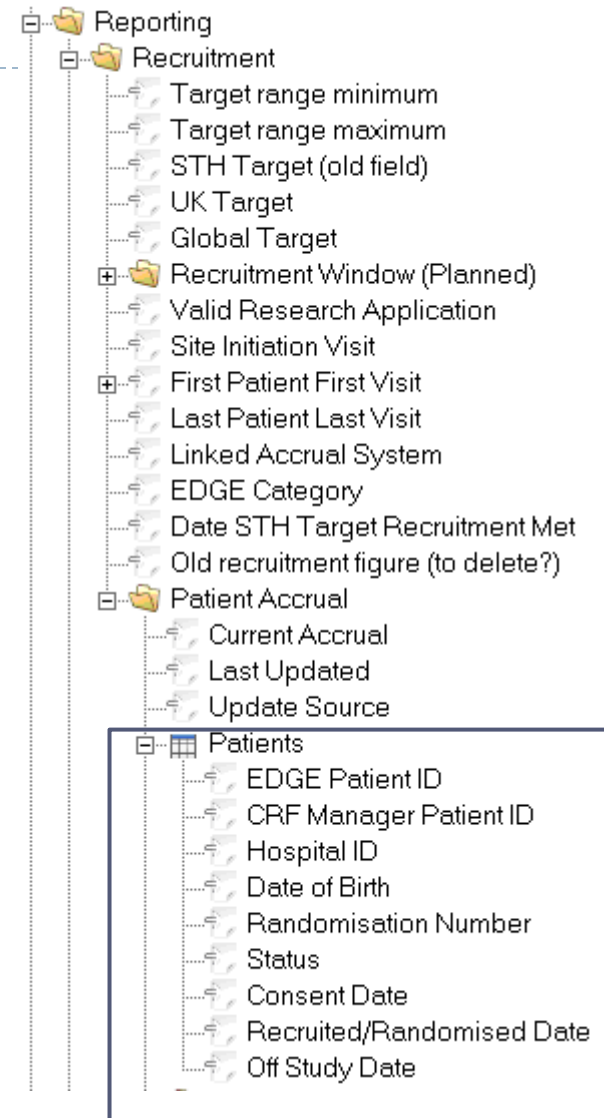 Reporting
Recruitment
Target range minimum
Target range maximum
STH Target (old field)
UK Target
Global Target
Recruitment Window (Planned)
Valid Research Application
Site Initiation Visit
First Patient First Visit
Last Patient Last Visit
Linked Accrual System
EDGE Category
Date STH Target Recruitment Met
Old recruitment figure (to delete?)
Patient Accrual
Current Accrual
Last Updated
Update Source
Patients
EDGE Patient ID
CRF Manager Patient ID
Hospital ID
Date of Birth
Randomisation Number
Status
Consent Date
Recruited/Randomised Date
Off Study Date